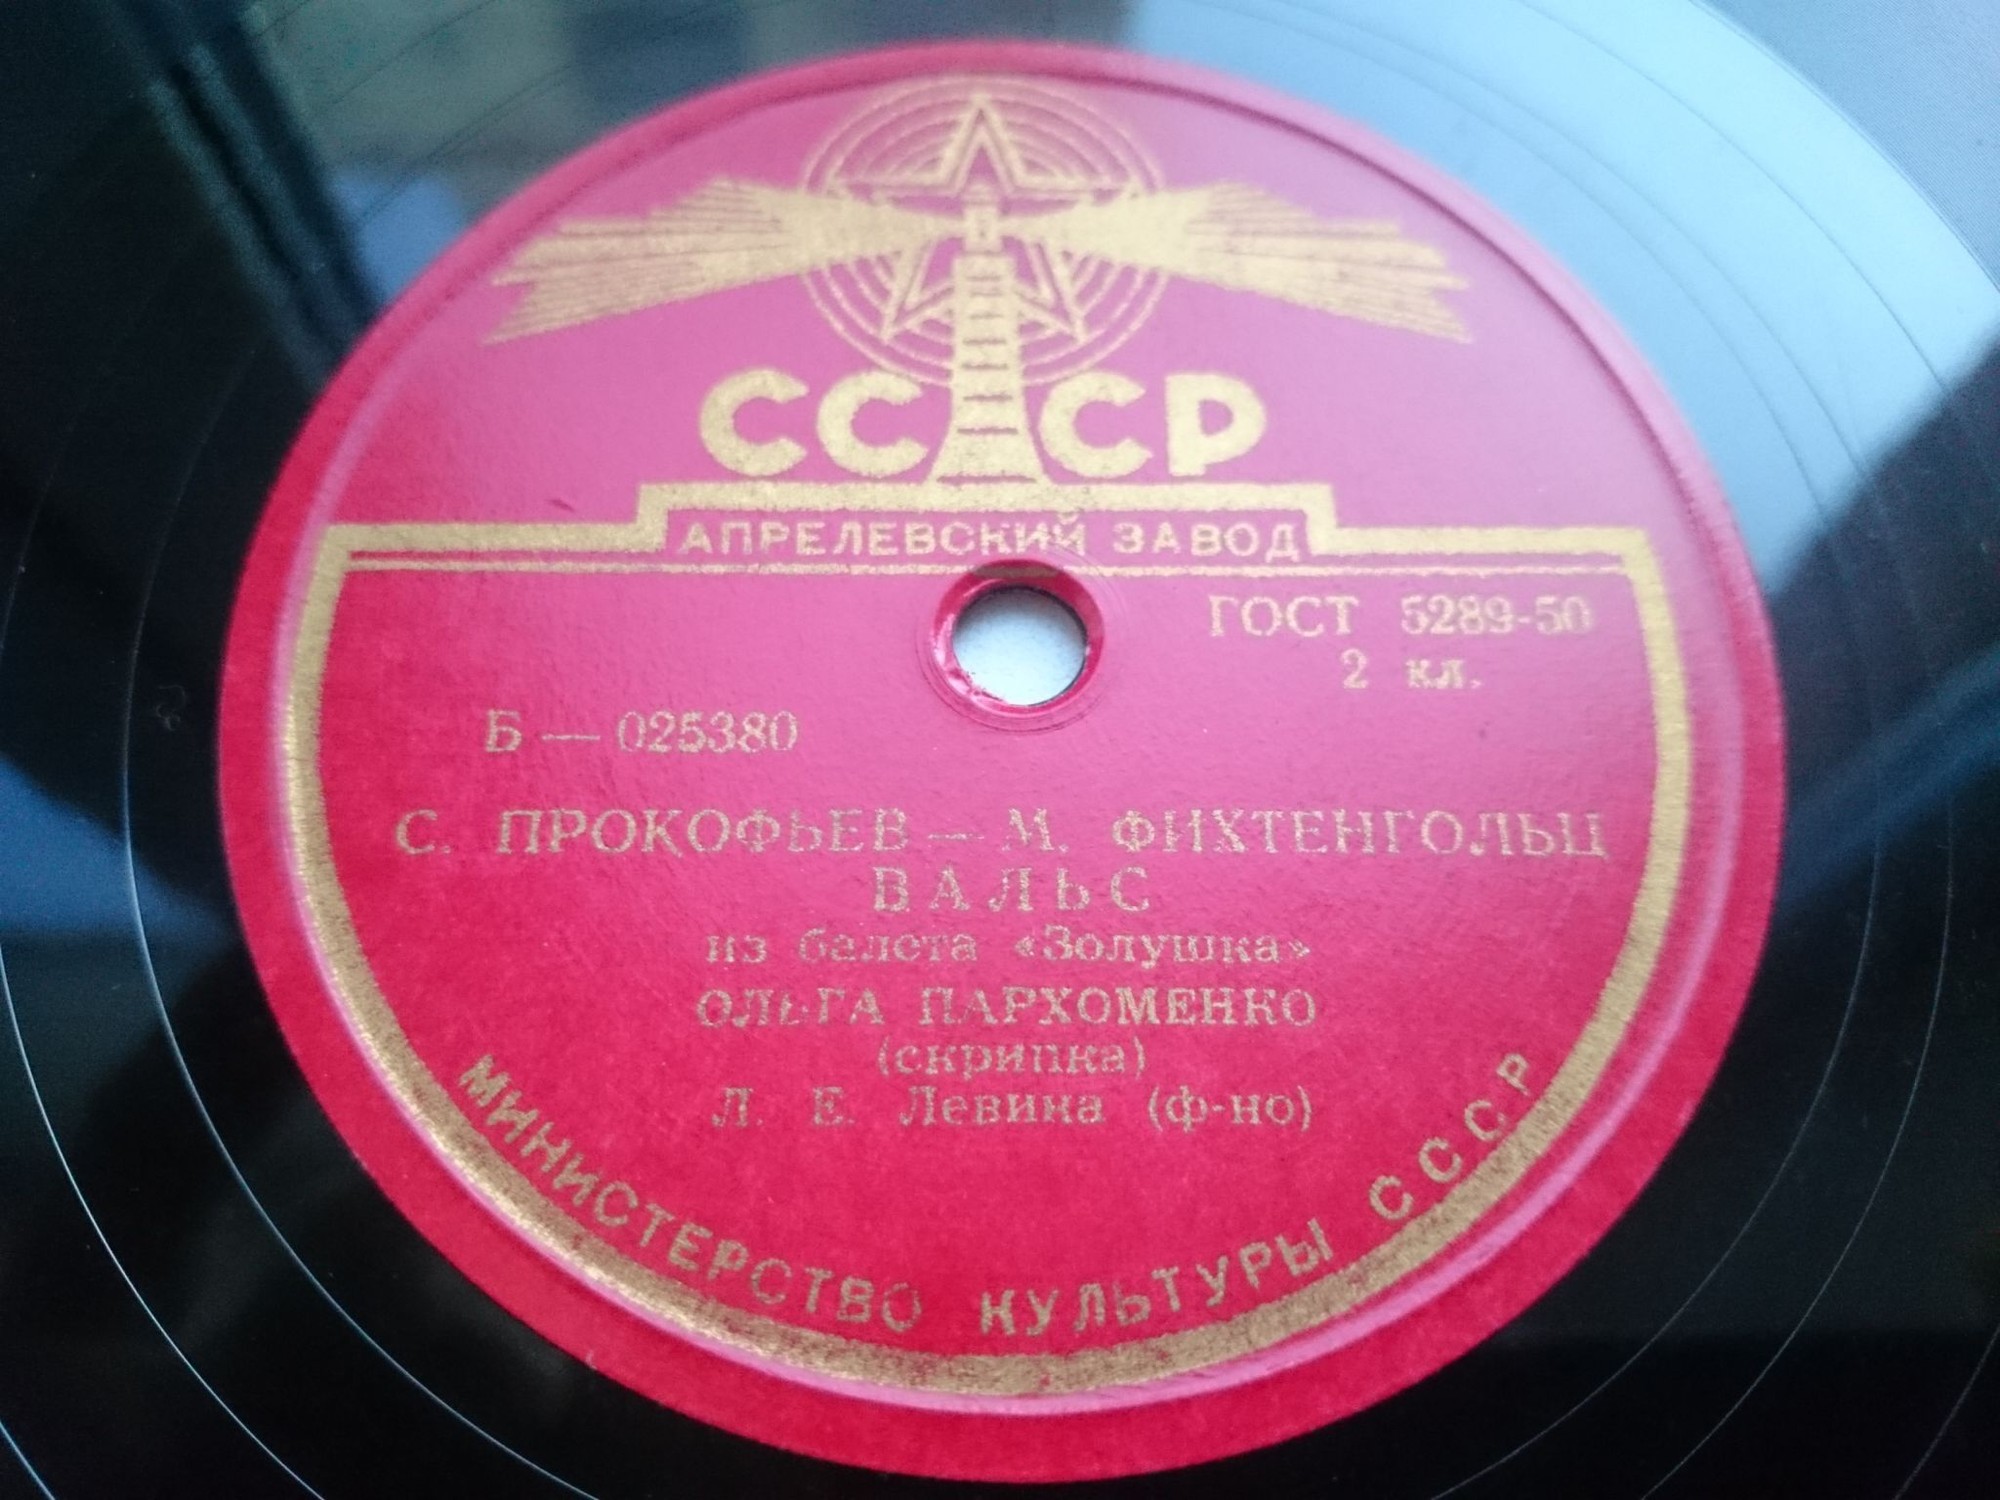 СССР
АПРЕЛЕВСКИЙ ЗАВОД
ГОСТ 5289-50
2 кл.
Б — 025380
С. ПРОКОФЬЕВ — М. ФИХТЕНГОЛЬЦ
ВАЛЬС
из балета «Золушка»
ОЛЬГА ПАРХОМЕНКО
(скрипка)
Л. Е. Левина (ф-но)
МИНИСТЕРСТВО КУЛЬТУРЫ СССР